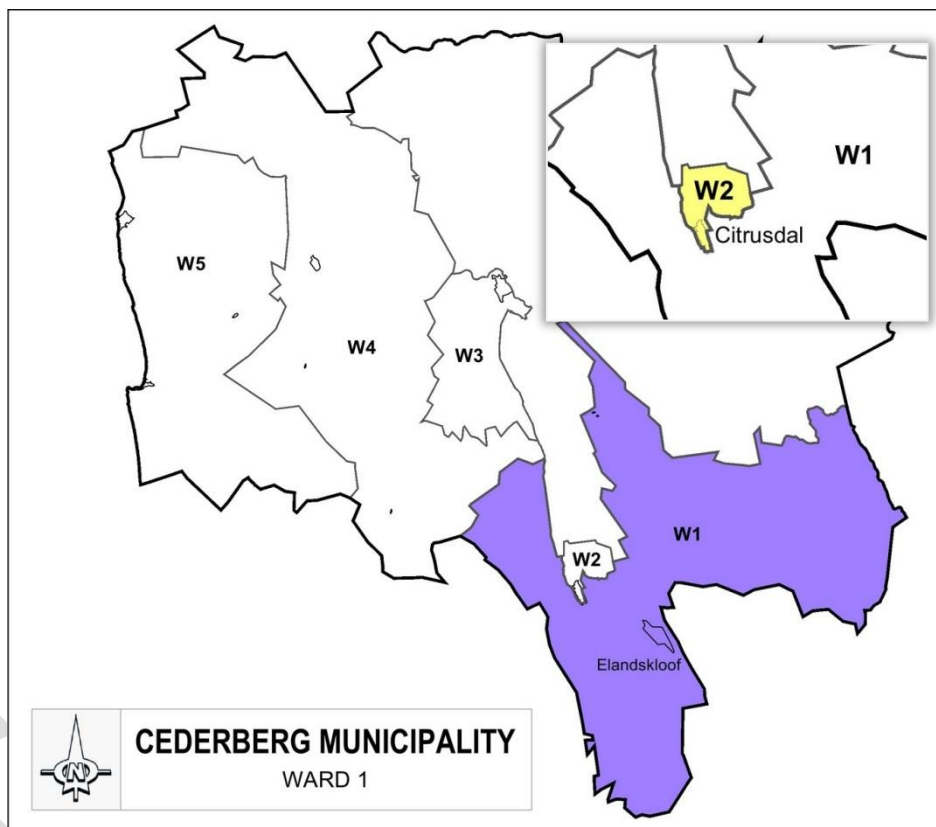 W1
W2
Citrusdal
W5
W4
W3
W1
W2
Elandskloof
N
CEDERBERG MUNICIPALITY
WARD 1